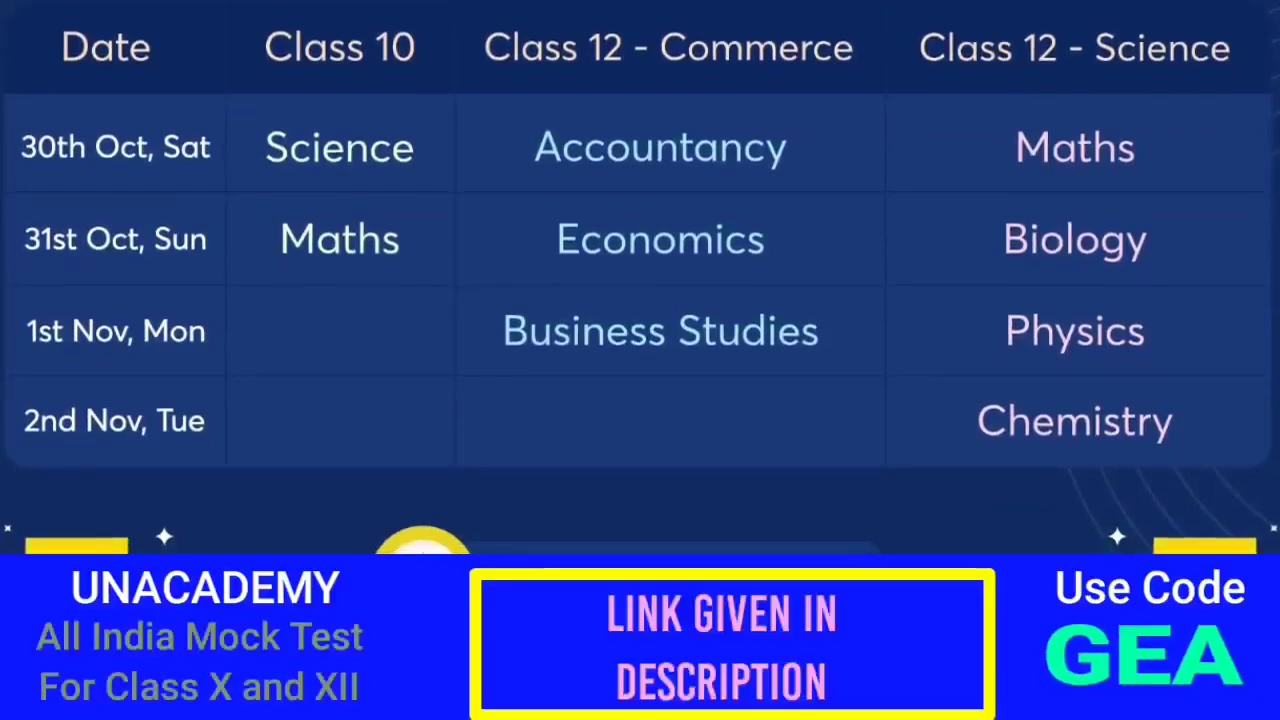 Date Class 10 Class 12 - Commerce Class 12 - Science
30th Oct, Sat Science Accountancy Maths
31st Oct, Sun Maths Economics Biology
1st Nov, Mon Business Studies Physics
2nd Nov, Tue Chemistry
UNACADEMY
All India Mock Test
For Class X and XII
LINK GIVEN IN
DESCRIPTION
Use Code
GEA